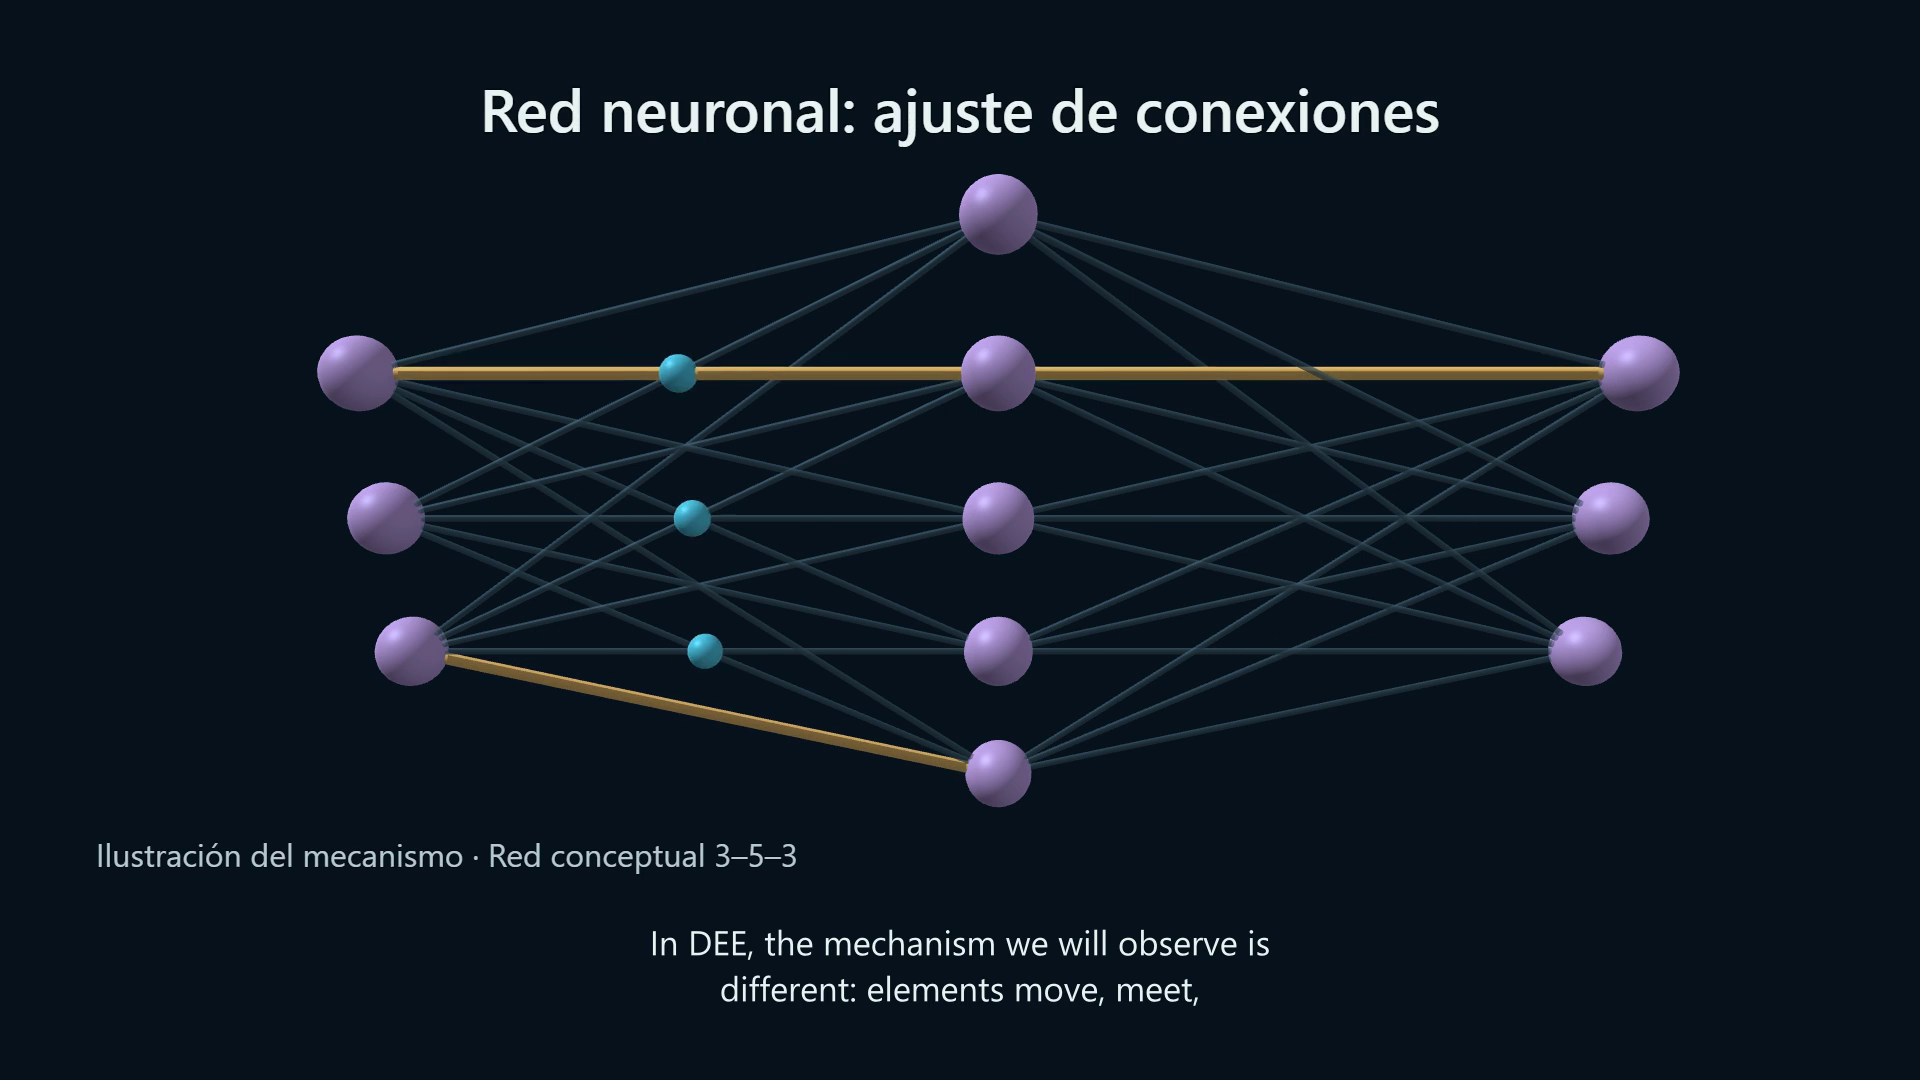 Red neuronal: ajuste de conexiones
Ilustración del mecanismo · Red conceptual 3–5–3
In DEE, the mechanism we will observe is
different: elements move, meet,